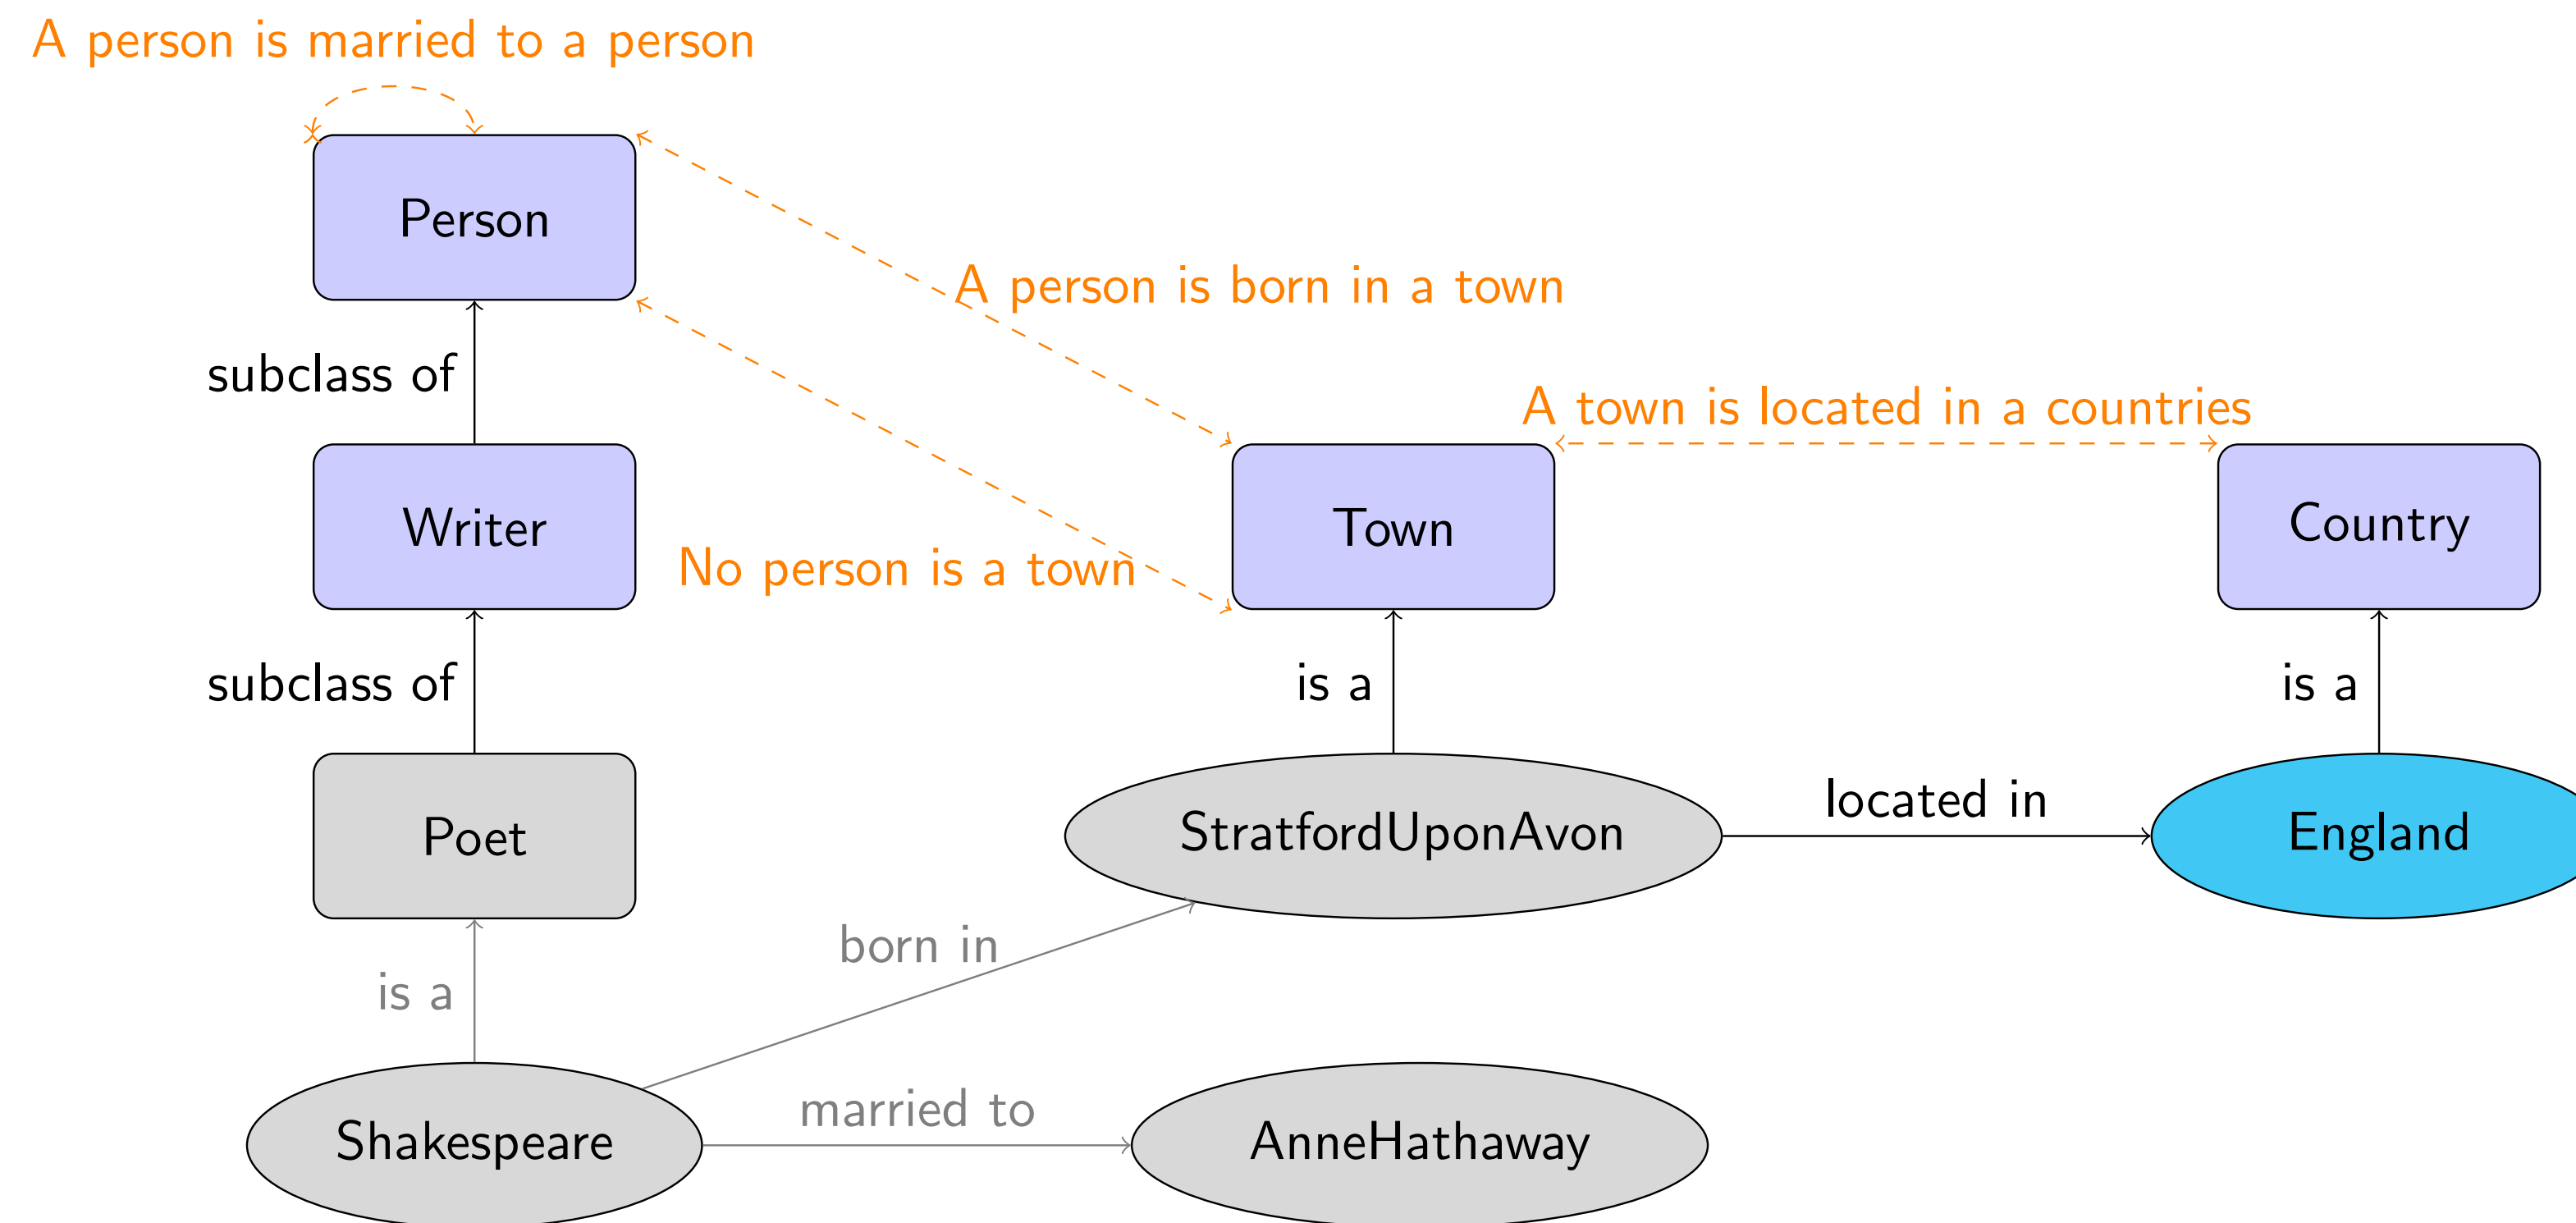 A person is married to a person
Person
A person is born in a town
subclass of
A town is located in a countries
Writer
Town
Country
No person is a town
subclass of
is a
is a
Poet
StratfordUponAvon
located in
England
born in
is a
married to
Shakespeare
AnneHathaway